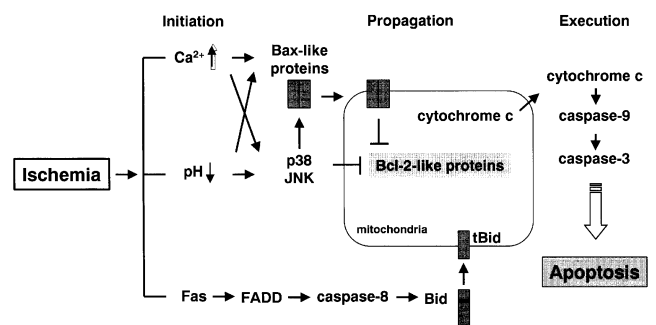 Initiation
Propagation
Execution
Ca²⁺
Bax-like
proteins
cytochrome c
cytochrome c
caspase-9
p38
JNK
Bcl-2-like proteins
caspase-3
Ischemia
pH
mitochondria
tBid
Apoptosis
Fas
FADD
caspase-8
Bid